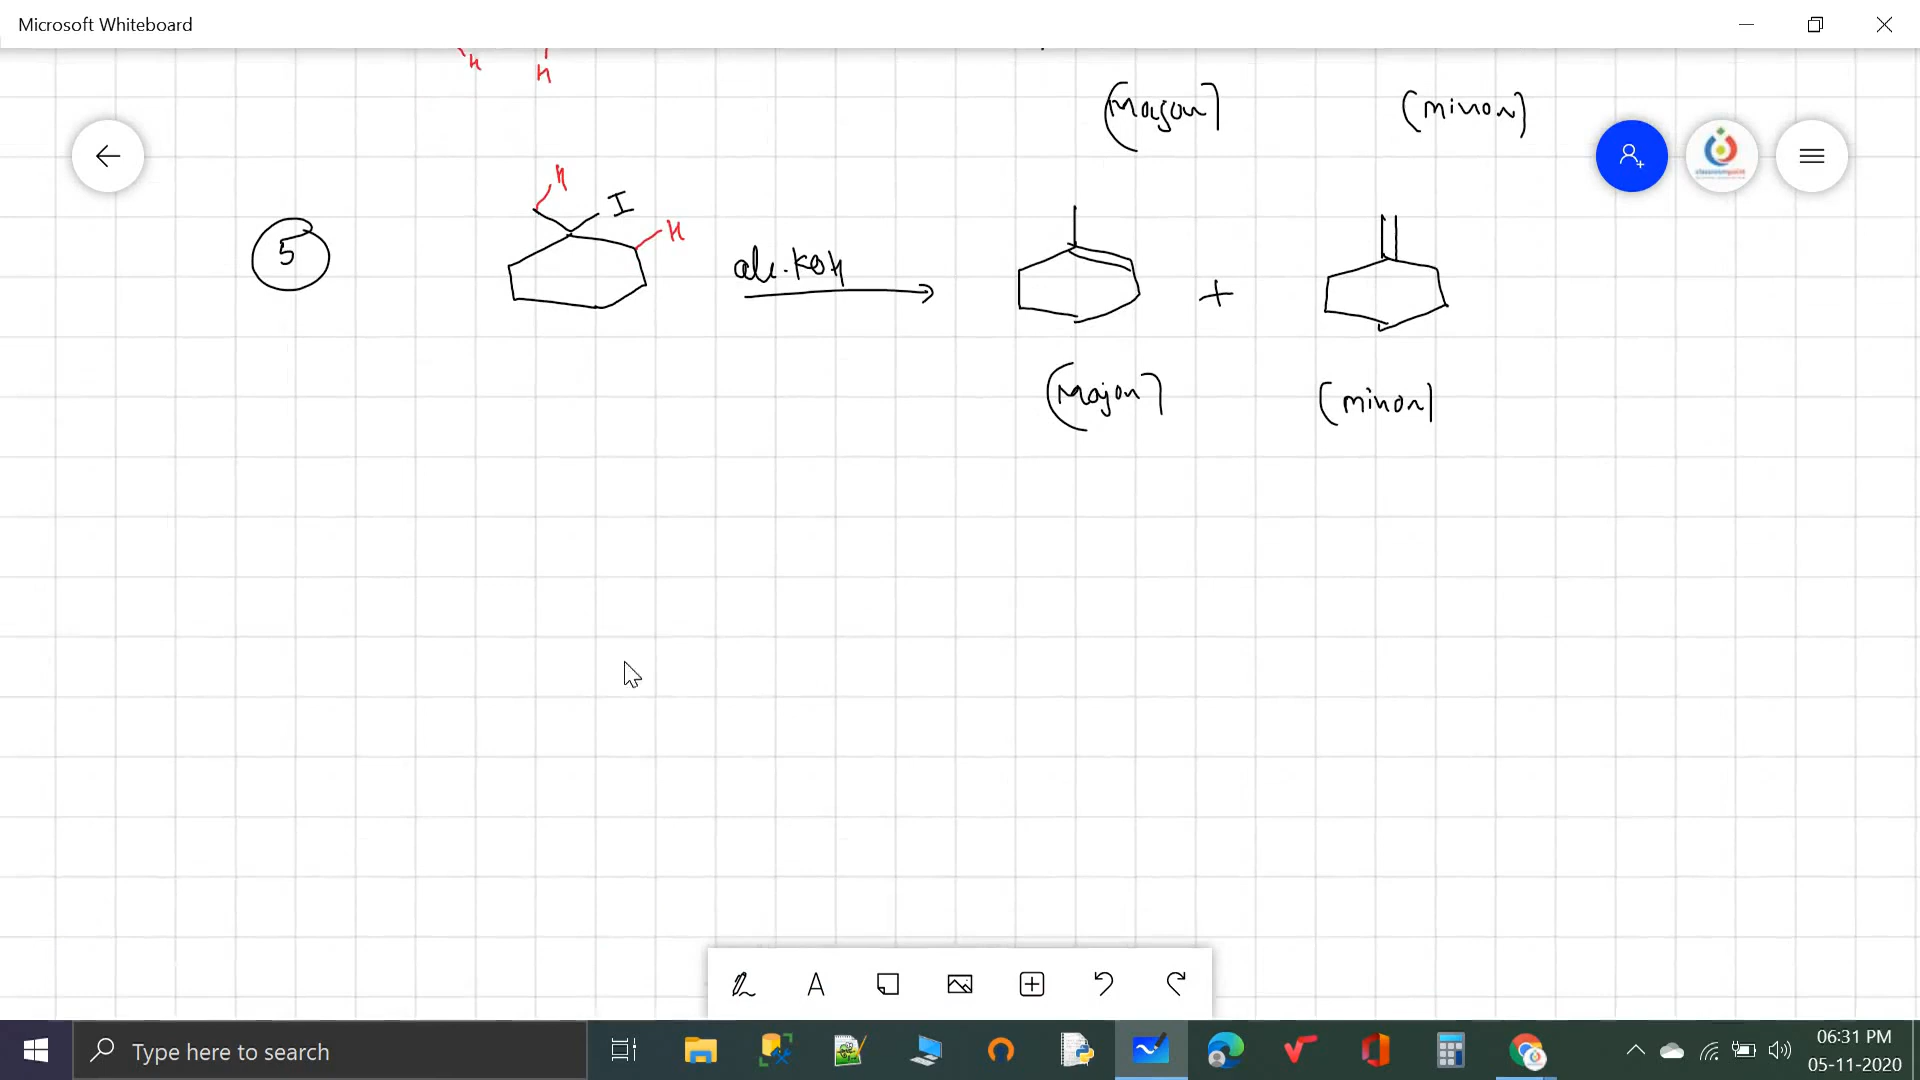 Microsoft Whiteboard
H H
(Major) (minor)
5
H
I
H
alc. KOH
+
(Major) (minor)
A
Type here to search
06:31 PM
05-11-2020